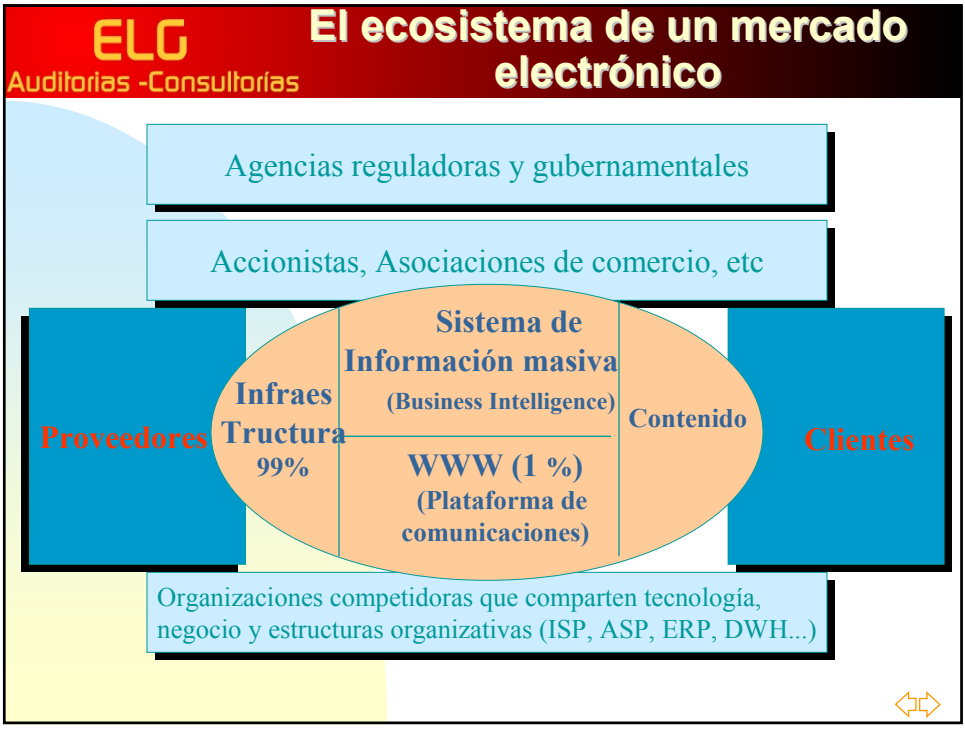 ELG
Auditorias -Consultorías
El ecosistema de un mercado
electrónico
Agencias reguladoras y gubernamentales
Accionistas, Asociaciones de comercio, etc
Proveedores
Infraes
Tructura
99%
Sistema de
Información masiva
(Business Intelligence)
WWW (1 %)
(Plataforma de
comunicaciones)
Contenido
Clientes
Organizaciones competidoras que comparten tecnología,
negocio y estructuras organizativas (ISP, ASP, ERP, DWH...)